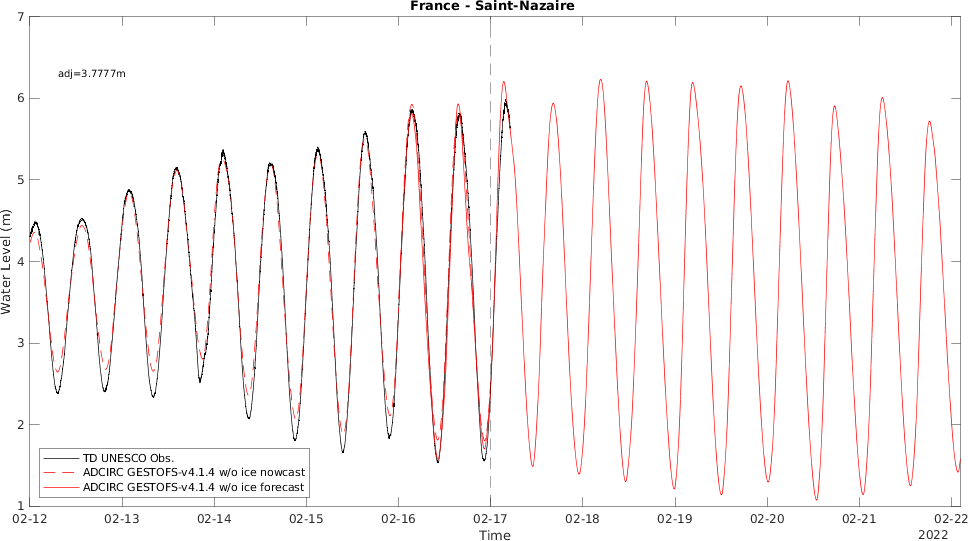 France - Saint-Nazaire
adj=3.7777m
Water Level (m)
7
6
5
4
3
2
1
TD UNESCO Obs.
ADCIRC GESTOFS-v4.1.4 w/o ice nowcast
ADCIRC GESTOFS-v4.1.4 w/o ice forecast
02-12 02-13 02-14 02-15 02-16 02-17 02-18 02-19 02-20 02-21 02-22
Time
2022